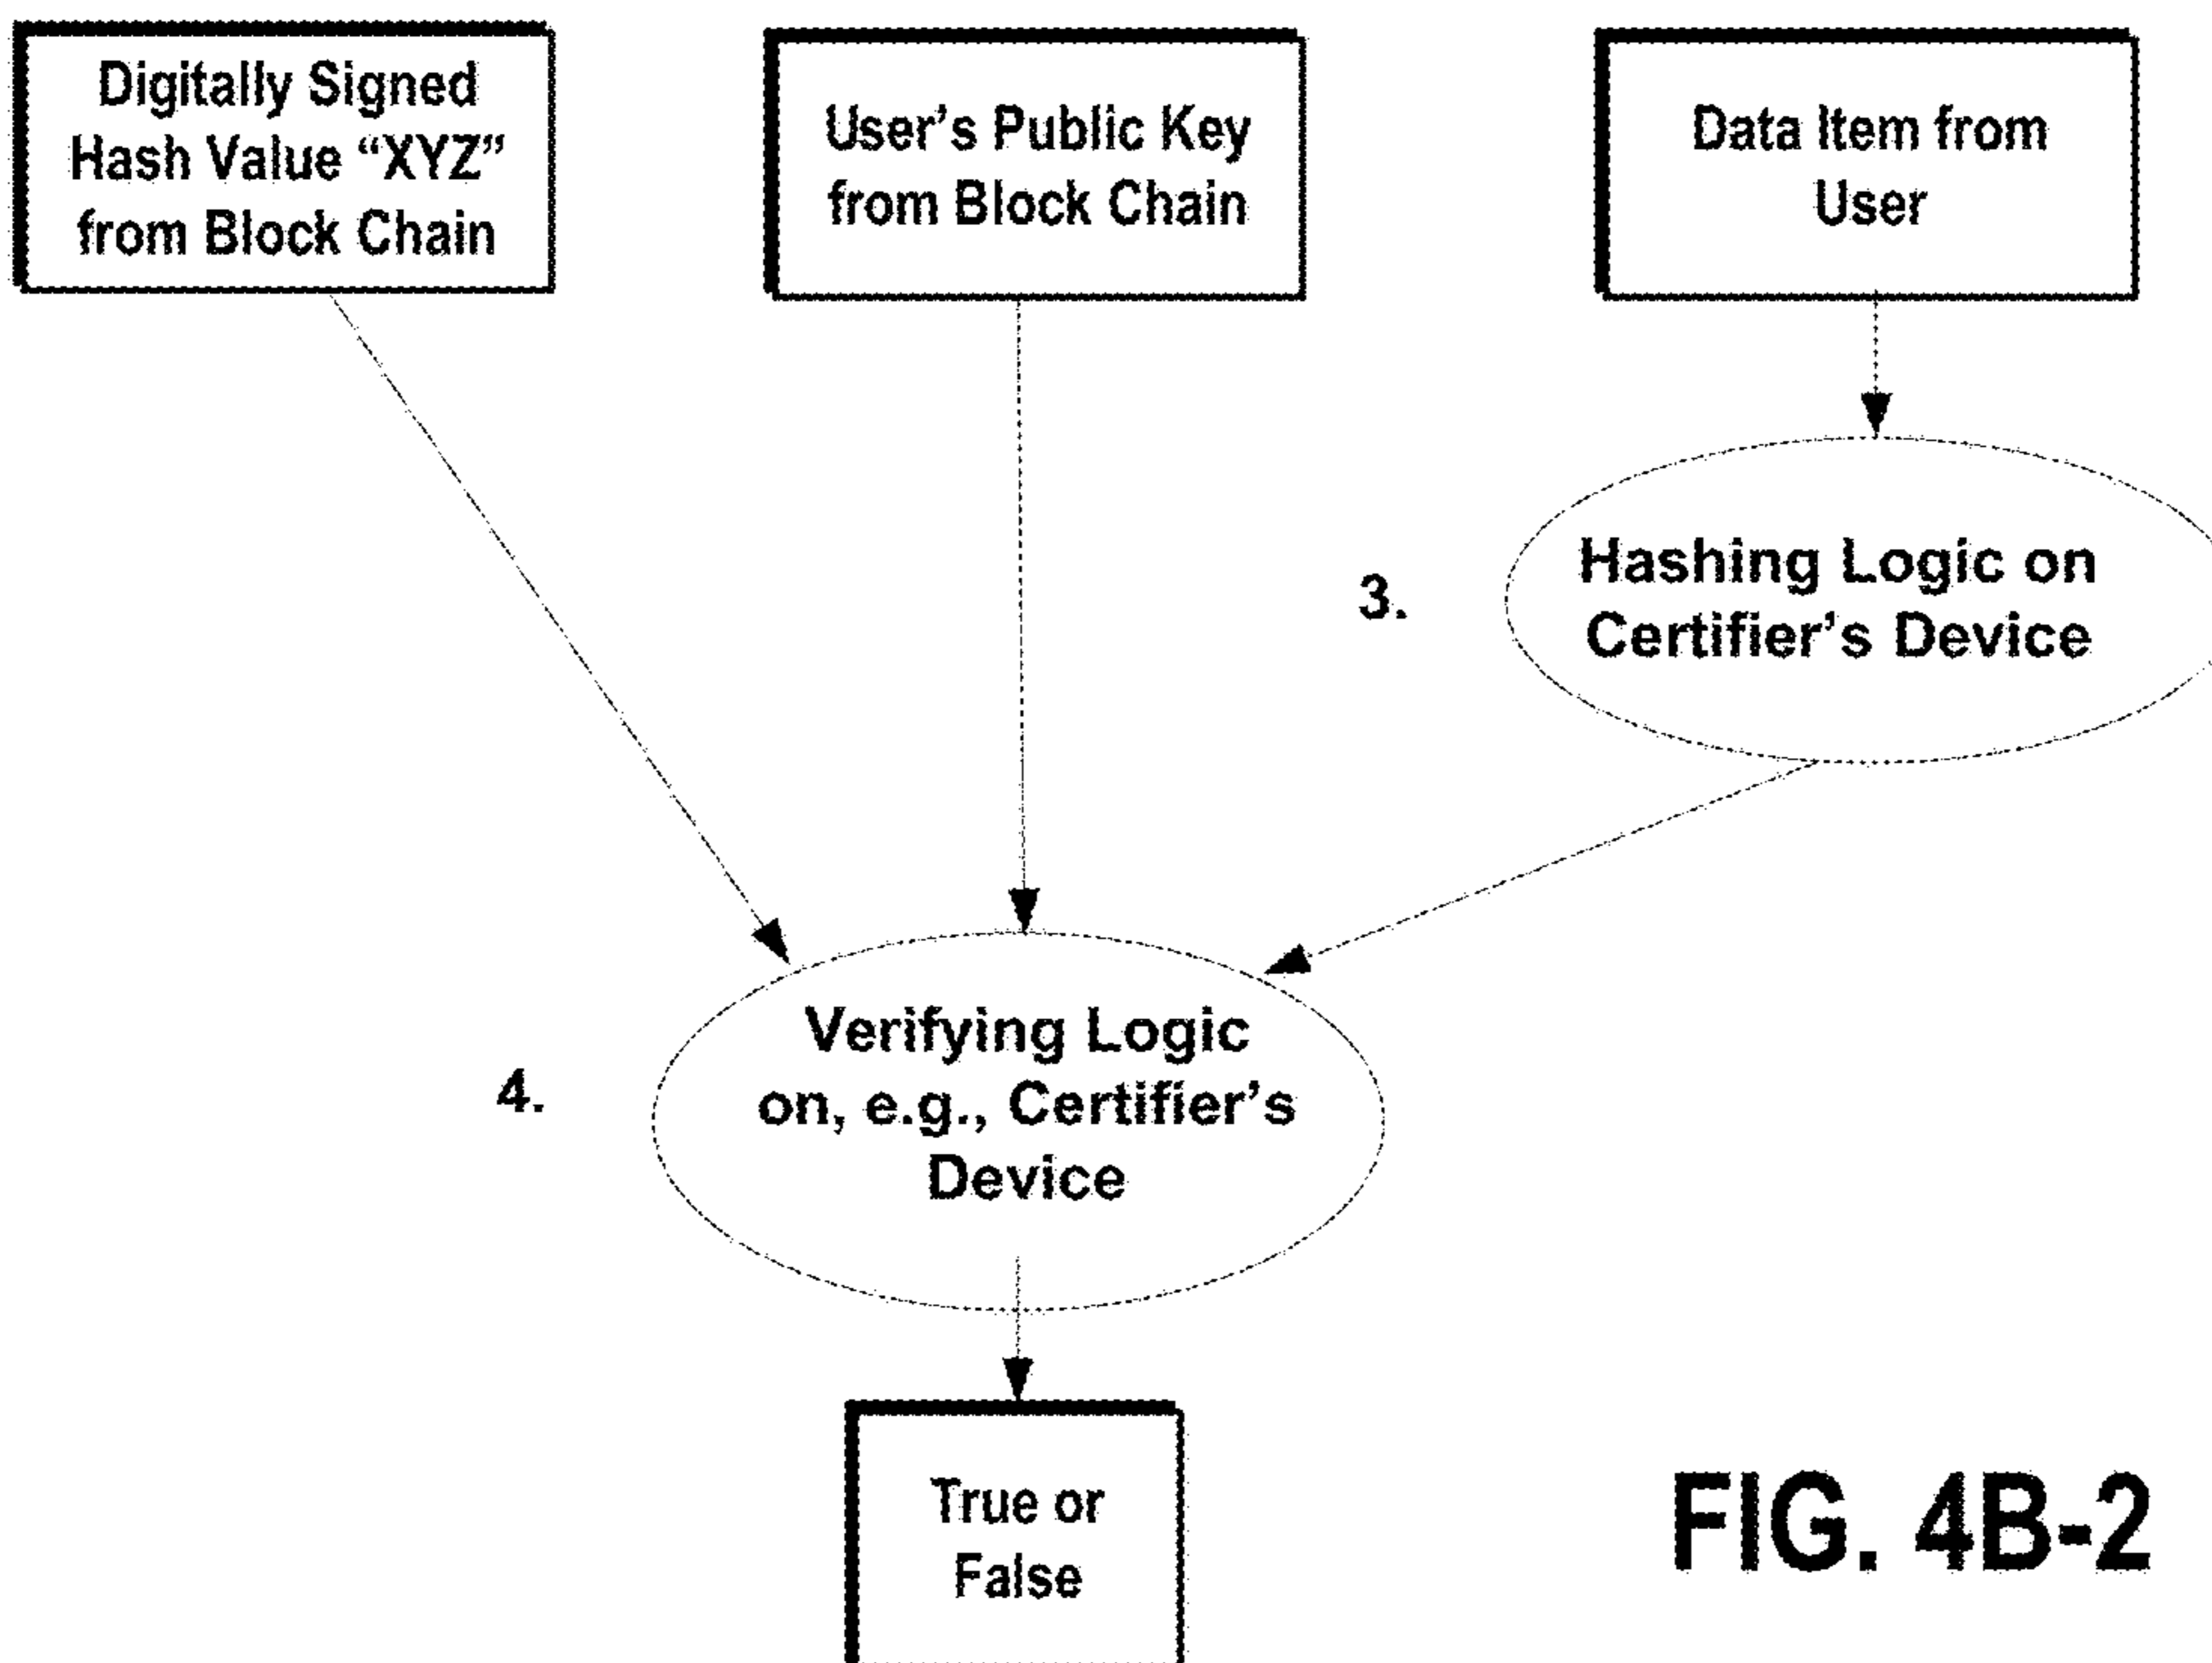 Digitally Signed
Hash Value “XYZ”
from Block Chain
User’s Public Key
from Block Chain
Data Item from
User
3.
Hashing Logic on
Certifier’s Device
4.
Verifying Logic
on, e.g., Certifier’s
Device
True or
False
FIG. 4B-2